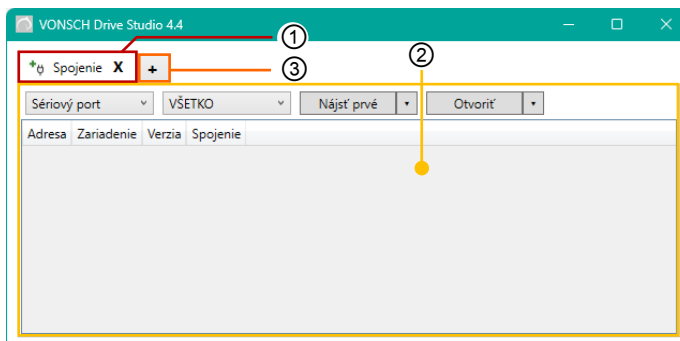 VONSCH Drive Studio 4.4
①
②
Spojenie X +
③
Sériový port VŠETKO Nájsť prvé Otvoriť
Adresa Zariadenie Verzia Spojenie